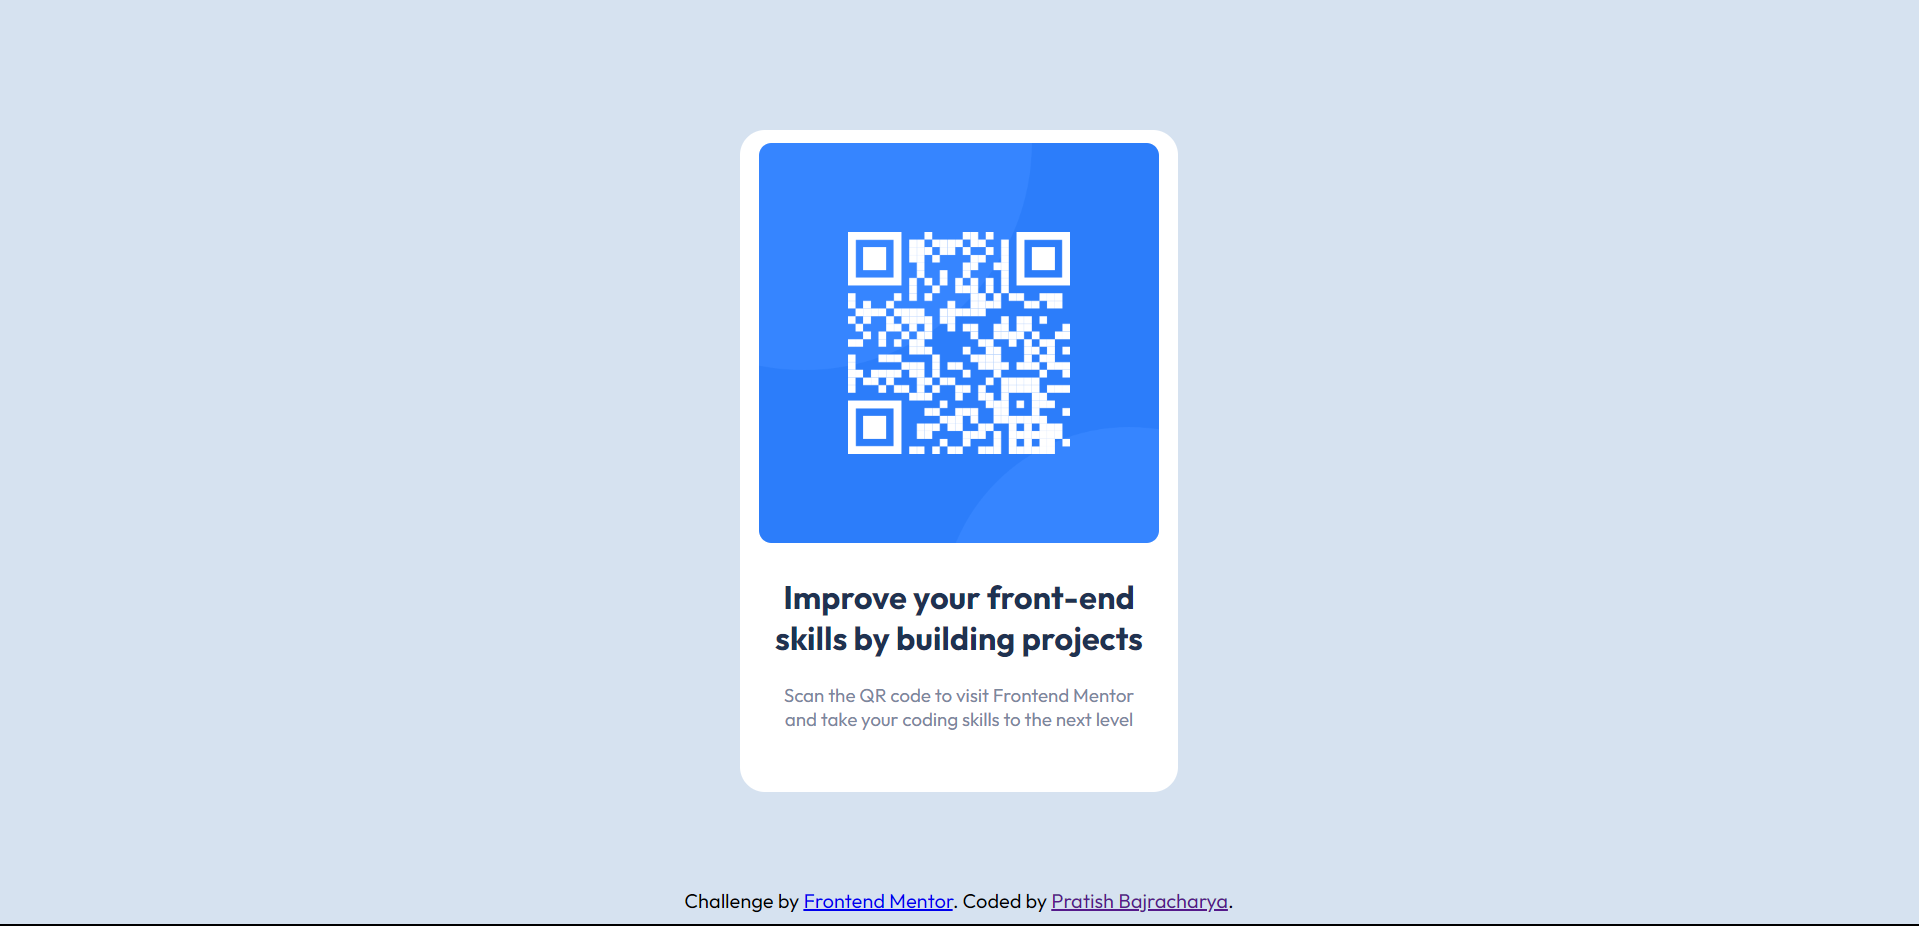 Improve your front-end
skills by building projects
Scan the QR code to visit Frontend Mentor
and take your coding skills to the next level
Challenge by Frontend Mentor. Coded by Pratish Bajracharya.